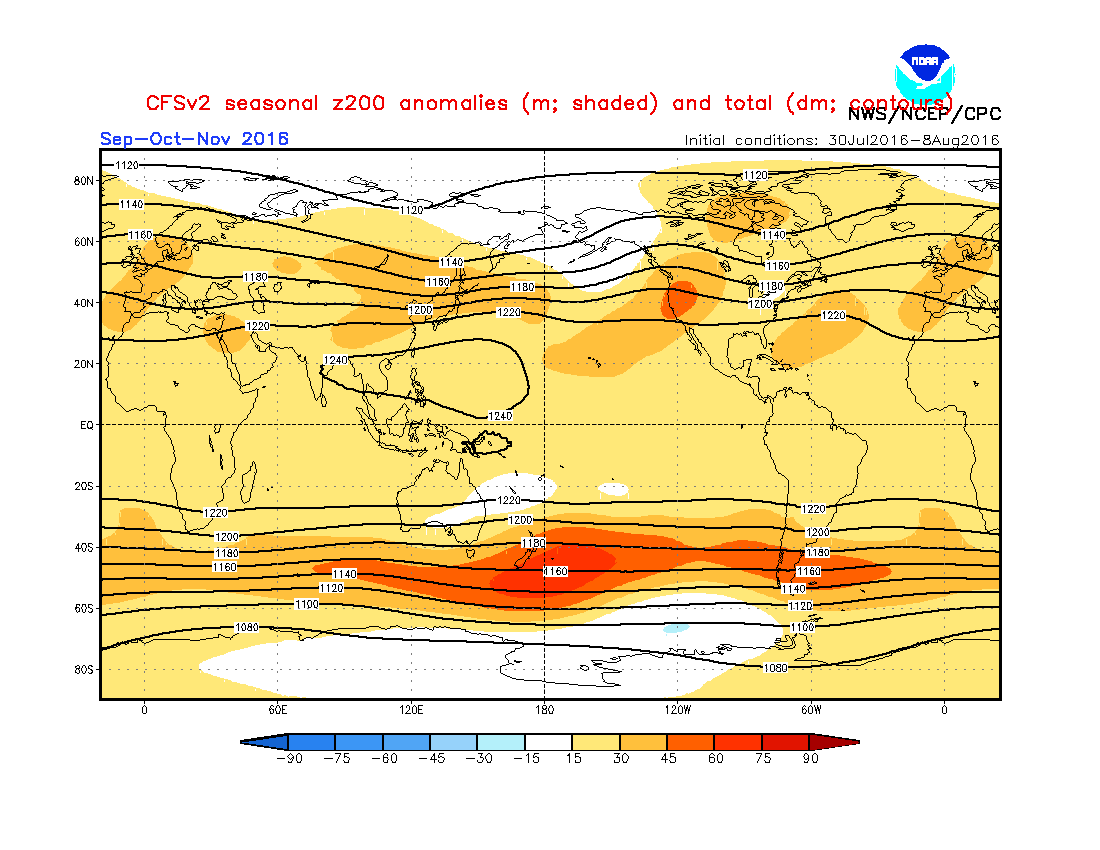 NOAA
CFSv2 seasonal z200 anomalies (m; shaded) and total (dm; contours)
NWS/NCEP/CPC
Sep-Oct-Nov 2016
Initial conditions: 30Jul2016-8Aug2016
1120
80N
1120
1120
1140
60N
1160
1140
1140
1160
1180
1160
1180
1180
40N
1200
1200
1220
1220
1220
1240
20N
1240
EQ
20S
1220
1220
1220
1200
1200
1200
1180
40S
1180
1180
1160
1160
1160
1140
1140
1120
1120
1100
60S
1100
1080
1080
80S
0
60E
120E
180
120W
60W
0
-90 -75 -60 -45 -30 -15 15 30 45 60 75 90